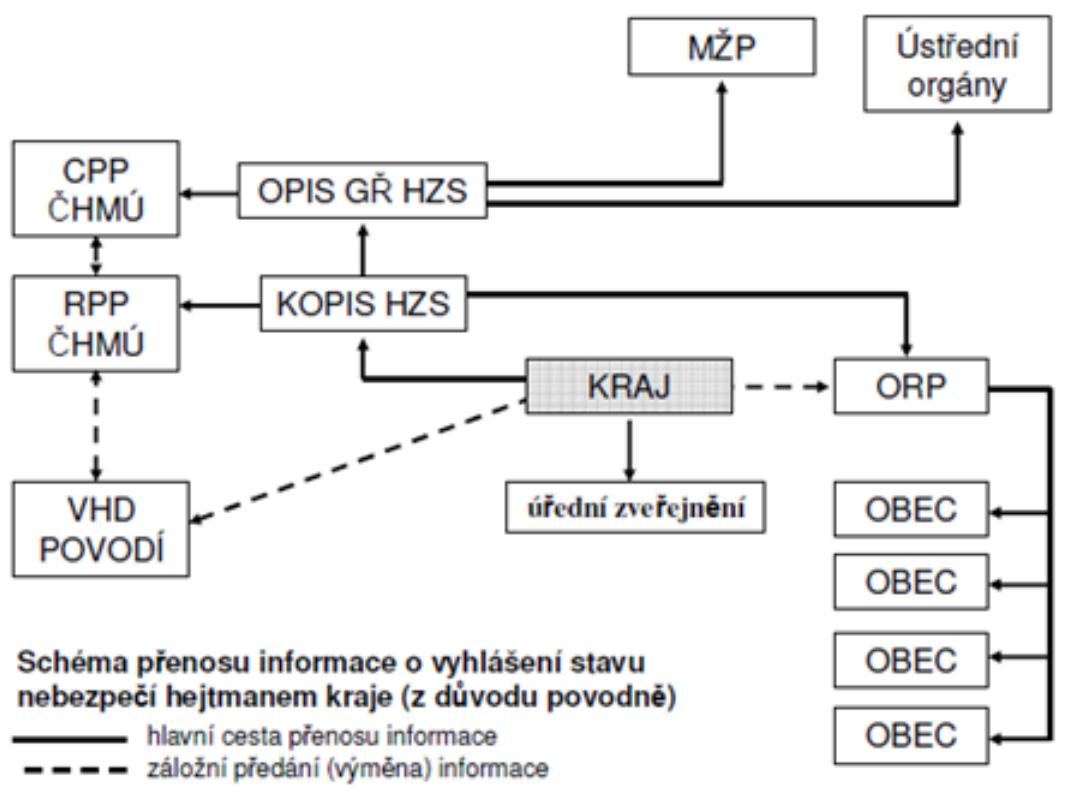 MŽP
Ústřední
orgány
CPP
ČHMÚ
OPIS GŘ HZS
RPP
ČHMÚ
KOPIS HZS
KRAJ
ORP
VHD
POVODÍ
úřední zveřejnění
OBEC
OBEC
OBEC
OBEC
Schéma přenosu informace o vyhlášení stavu
nebezpečí hejtmanem kraje (z důvodu povodně)
hlavní cesta přenosu informace
záložní předání (výměna) informace